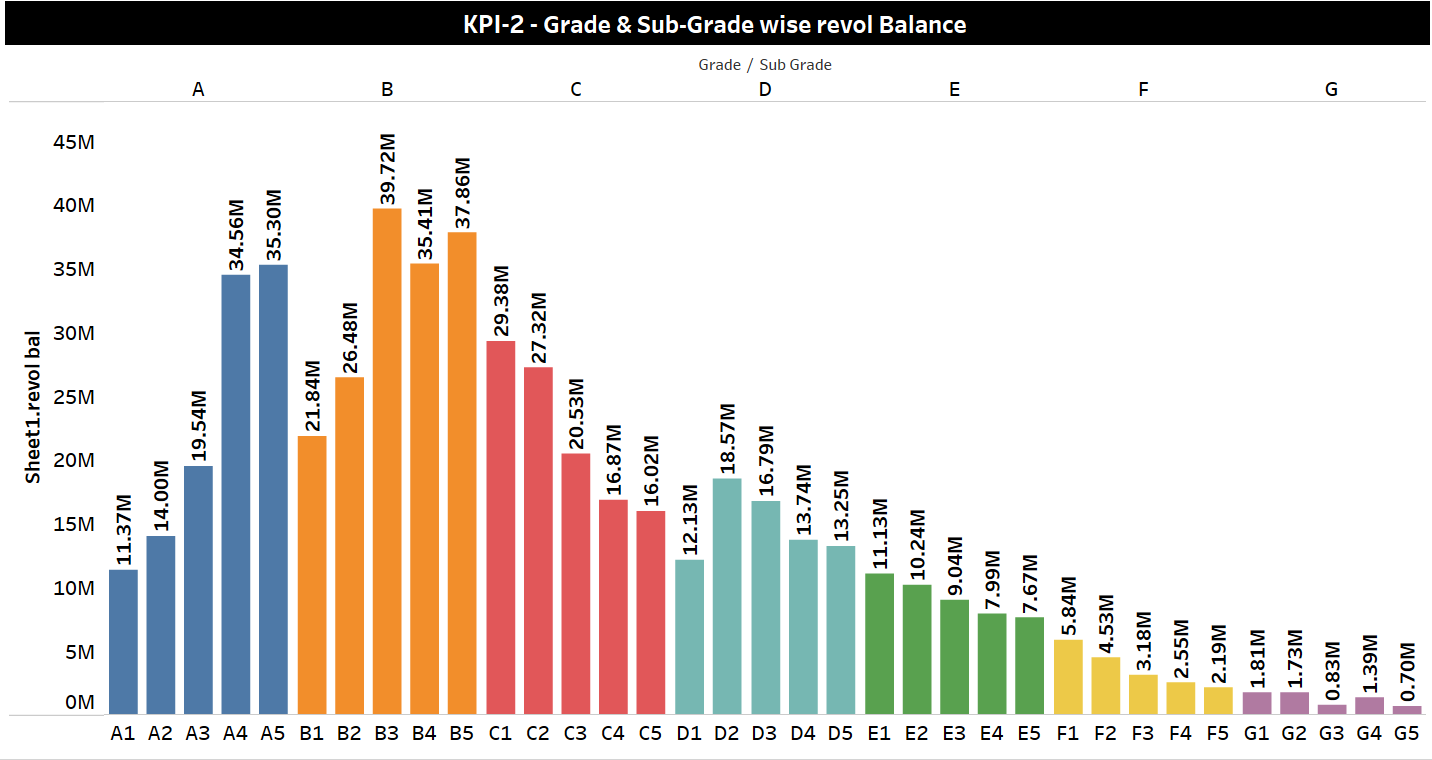 KPI-2 - Grade & Sub-Grade wise revol Balance
Grade / Sub Grade
A B C D E F G
Sheet1.revol bal
45M
40M
35M
30M
25M
20M
15M
10M
5M
0M
11.37M 14.00M 19.54M 34.56M 35.30M 21.84M 26.48M 39.72M 35.41M 37.86M 29.38M 27.32M 20.53M 16.87M 16.02M 12.13M 18.57M 16.79M 13.74M 13.25M 11.13M 10.24M 9.04M 7.99M 7.67M 5.84M 4.53M 3.18M 2.55M 2.19M 1.81M 1.73M 0.83M 1.39M 0.70M
A1 A2 A3 A4 A5 B1 B2 B3 B4 B5 C1 C2 C3 C4 C5 D1 D2 D3 D4 D5 E1 E2 E3 E4 E5 F1 F2 F3 F4 F5 G1 G2 G3 G4 G5